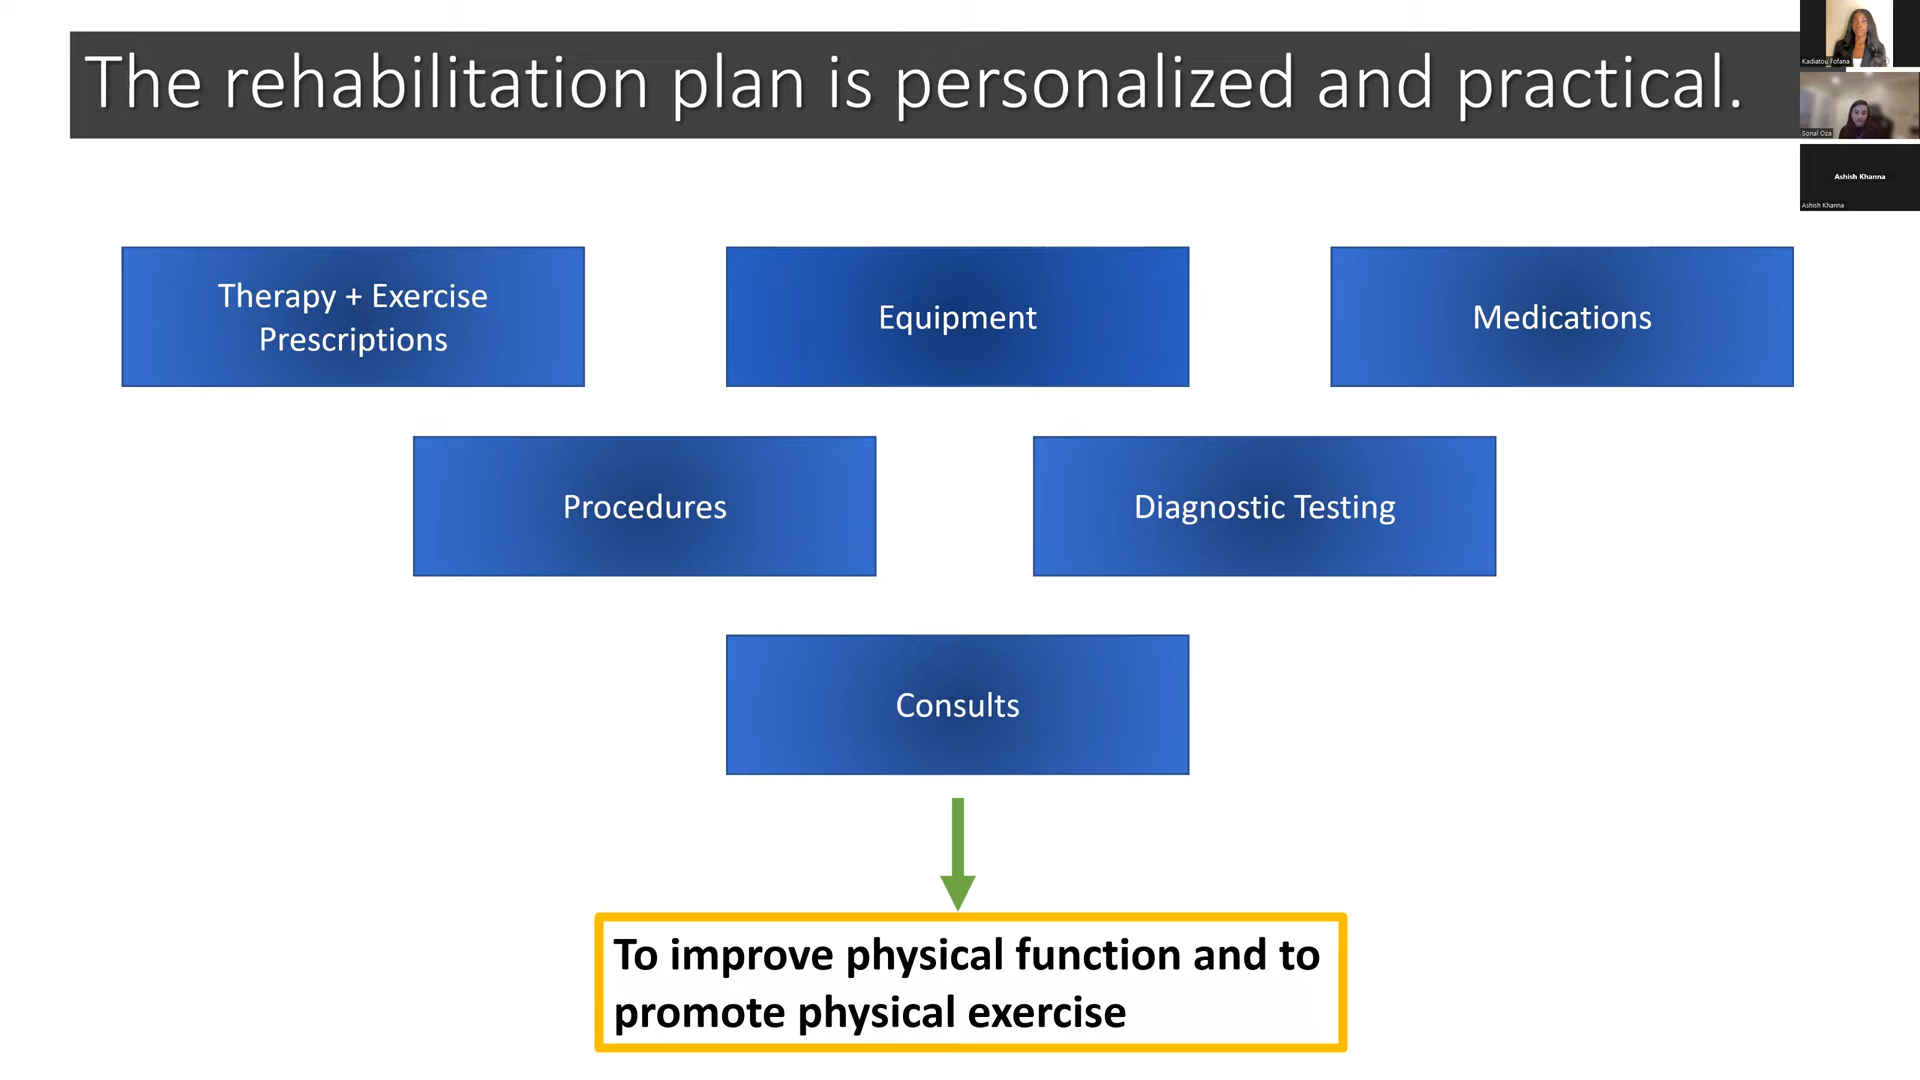 The rehabilitation plan is personalized and practical.
Kadiatou Fofana
Sonal Oza
Ashish Khanna
Ashish Khanna
Therapy + Exercise
Prescriptions
Equipment
Medications
Procedures
Diagnostic Testing
Consults
To improve physical function and to
promote physical exercise